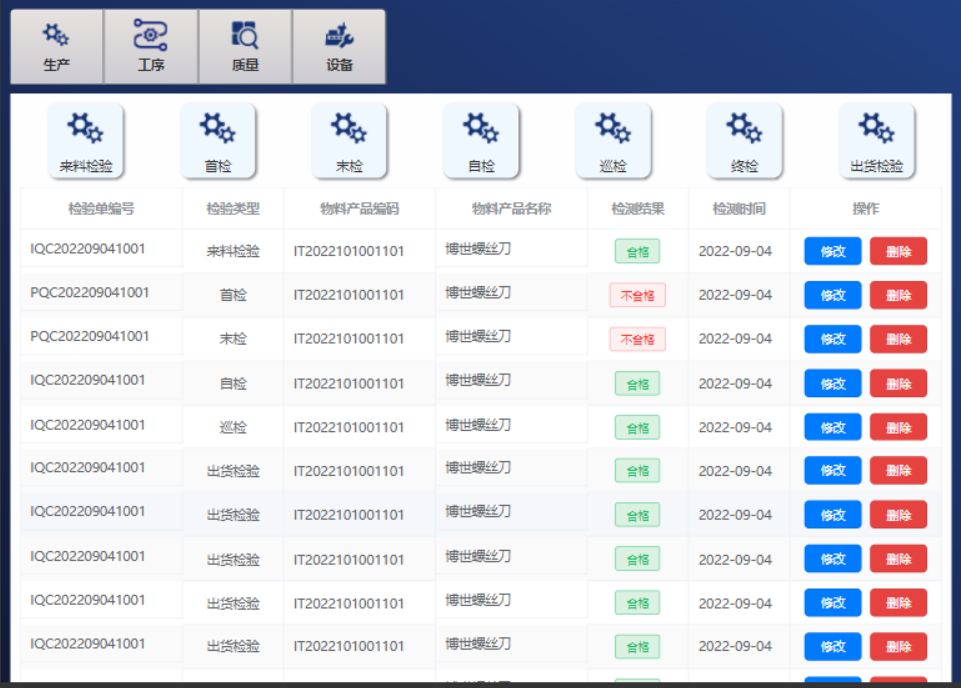 生产 工序 质量 设备
来料检验 首检 末检 自检 巡检 终检 出货检验
检验单编号 检验类型 物料产品编码 物料产品名称 检测结果 检测时间 操作
IQC202209041001 来料检验 IT2022101001101 博世螺丝刀 合格 2022-09-04 修改 删除
PQC202209041001 首检 IT2022101001101 博世螺丝刀 不合格 2022-09-04 修改 删除
PQC202209041001 末检 IT2022101001101 博世螺丝刀 不合格 2022-09-04 修改 删除
IQC202209041001 自检 IT2022101001101 博世螺丝刀 合格 2022-09-04 修改 删除
IQC202209041001 巡检 IT2022101001101 博世螺丝刀 合格 2022-09-04 修改 删除
IQC202209041001 出货检验 IT2022101001101 博世螺丝刀 合格 2022-09-04 修改 删除
IQC202209041001 出货检验 IT2022101001101 博世螺丝刀 合格 2022-09-04 修改 删除
IQC202209041001 出货检验 IT2022101001101 博世螺丝刀 合格 2022-09-04 修改 删除
IQC202209041001 出货检验 IT2022101001101 博世螺丝刀 合格 2022-09-04 修改 删除
IQC202209041001 出货检验 IT2022101001101 博世螺丝刀 合格 2022-09-04 修改 删除